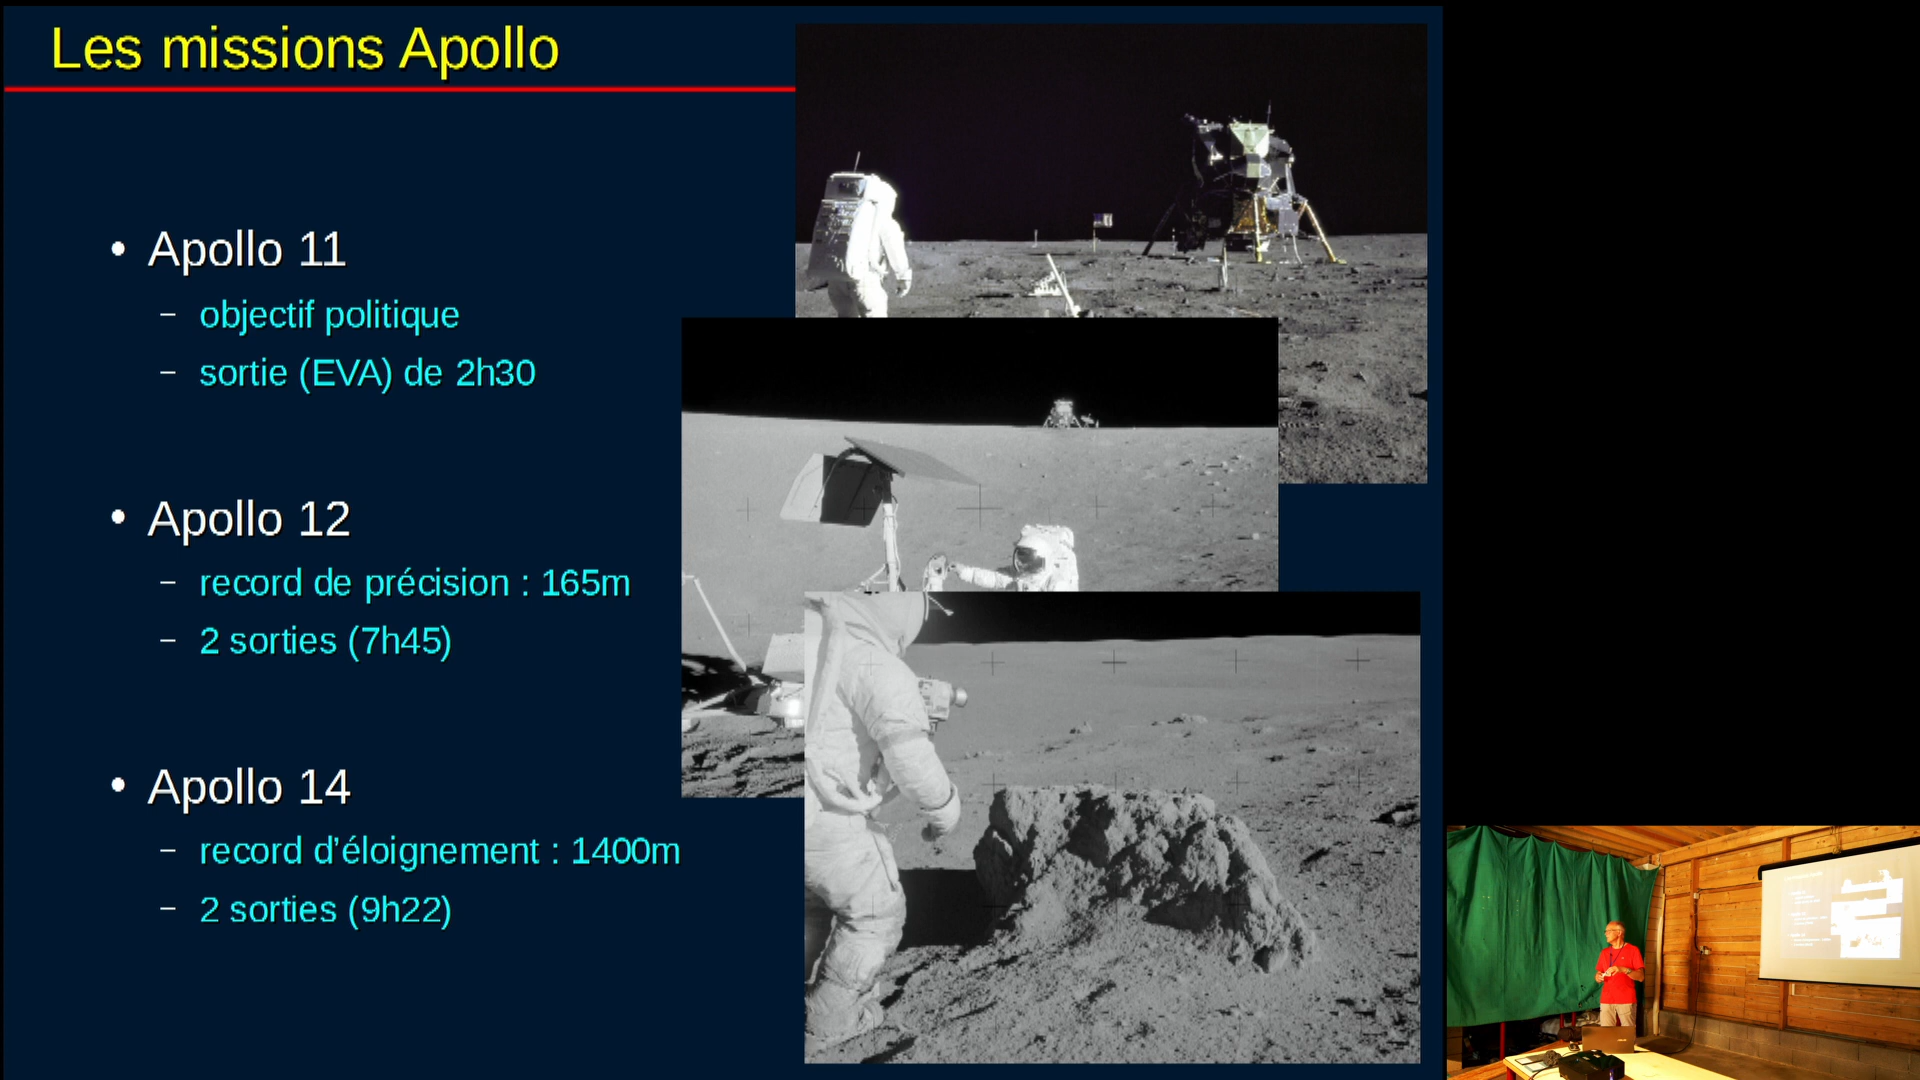 Les missions Apollo
• Apollo 11
– objectif politique
– sortie (EVA) de 2h30
• Apollo 12
– record de précision : 165m
– 2 sorties (7h45)
• Apollo 14
– record d’éloignement : 1400m
– 2 sorties (9h22)